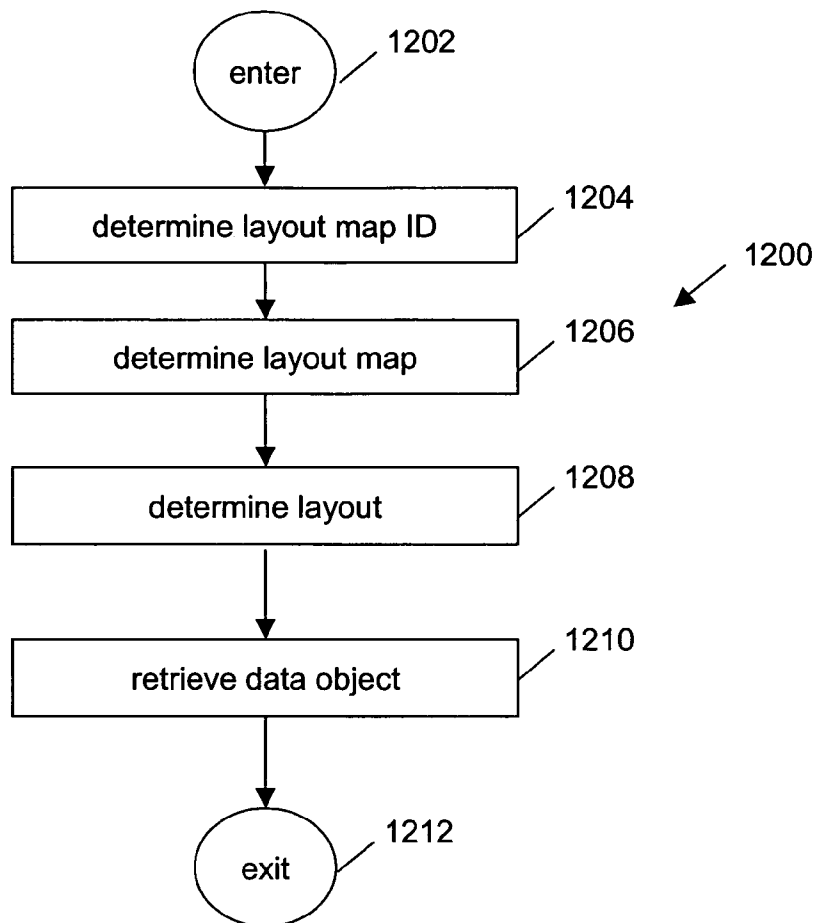 enter
1202
determine layout map ID
1204
1200
determine layout map
1206
determine layout
1208
retrieve data object
1210
exit
1212